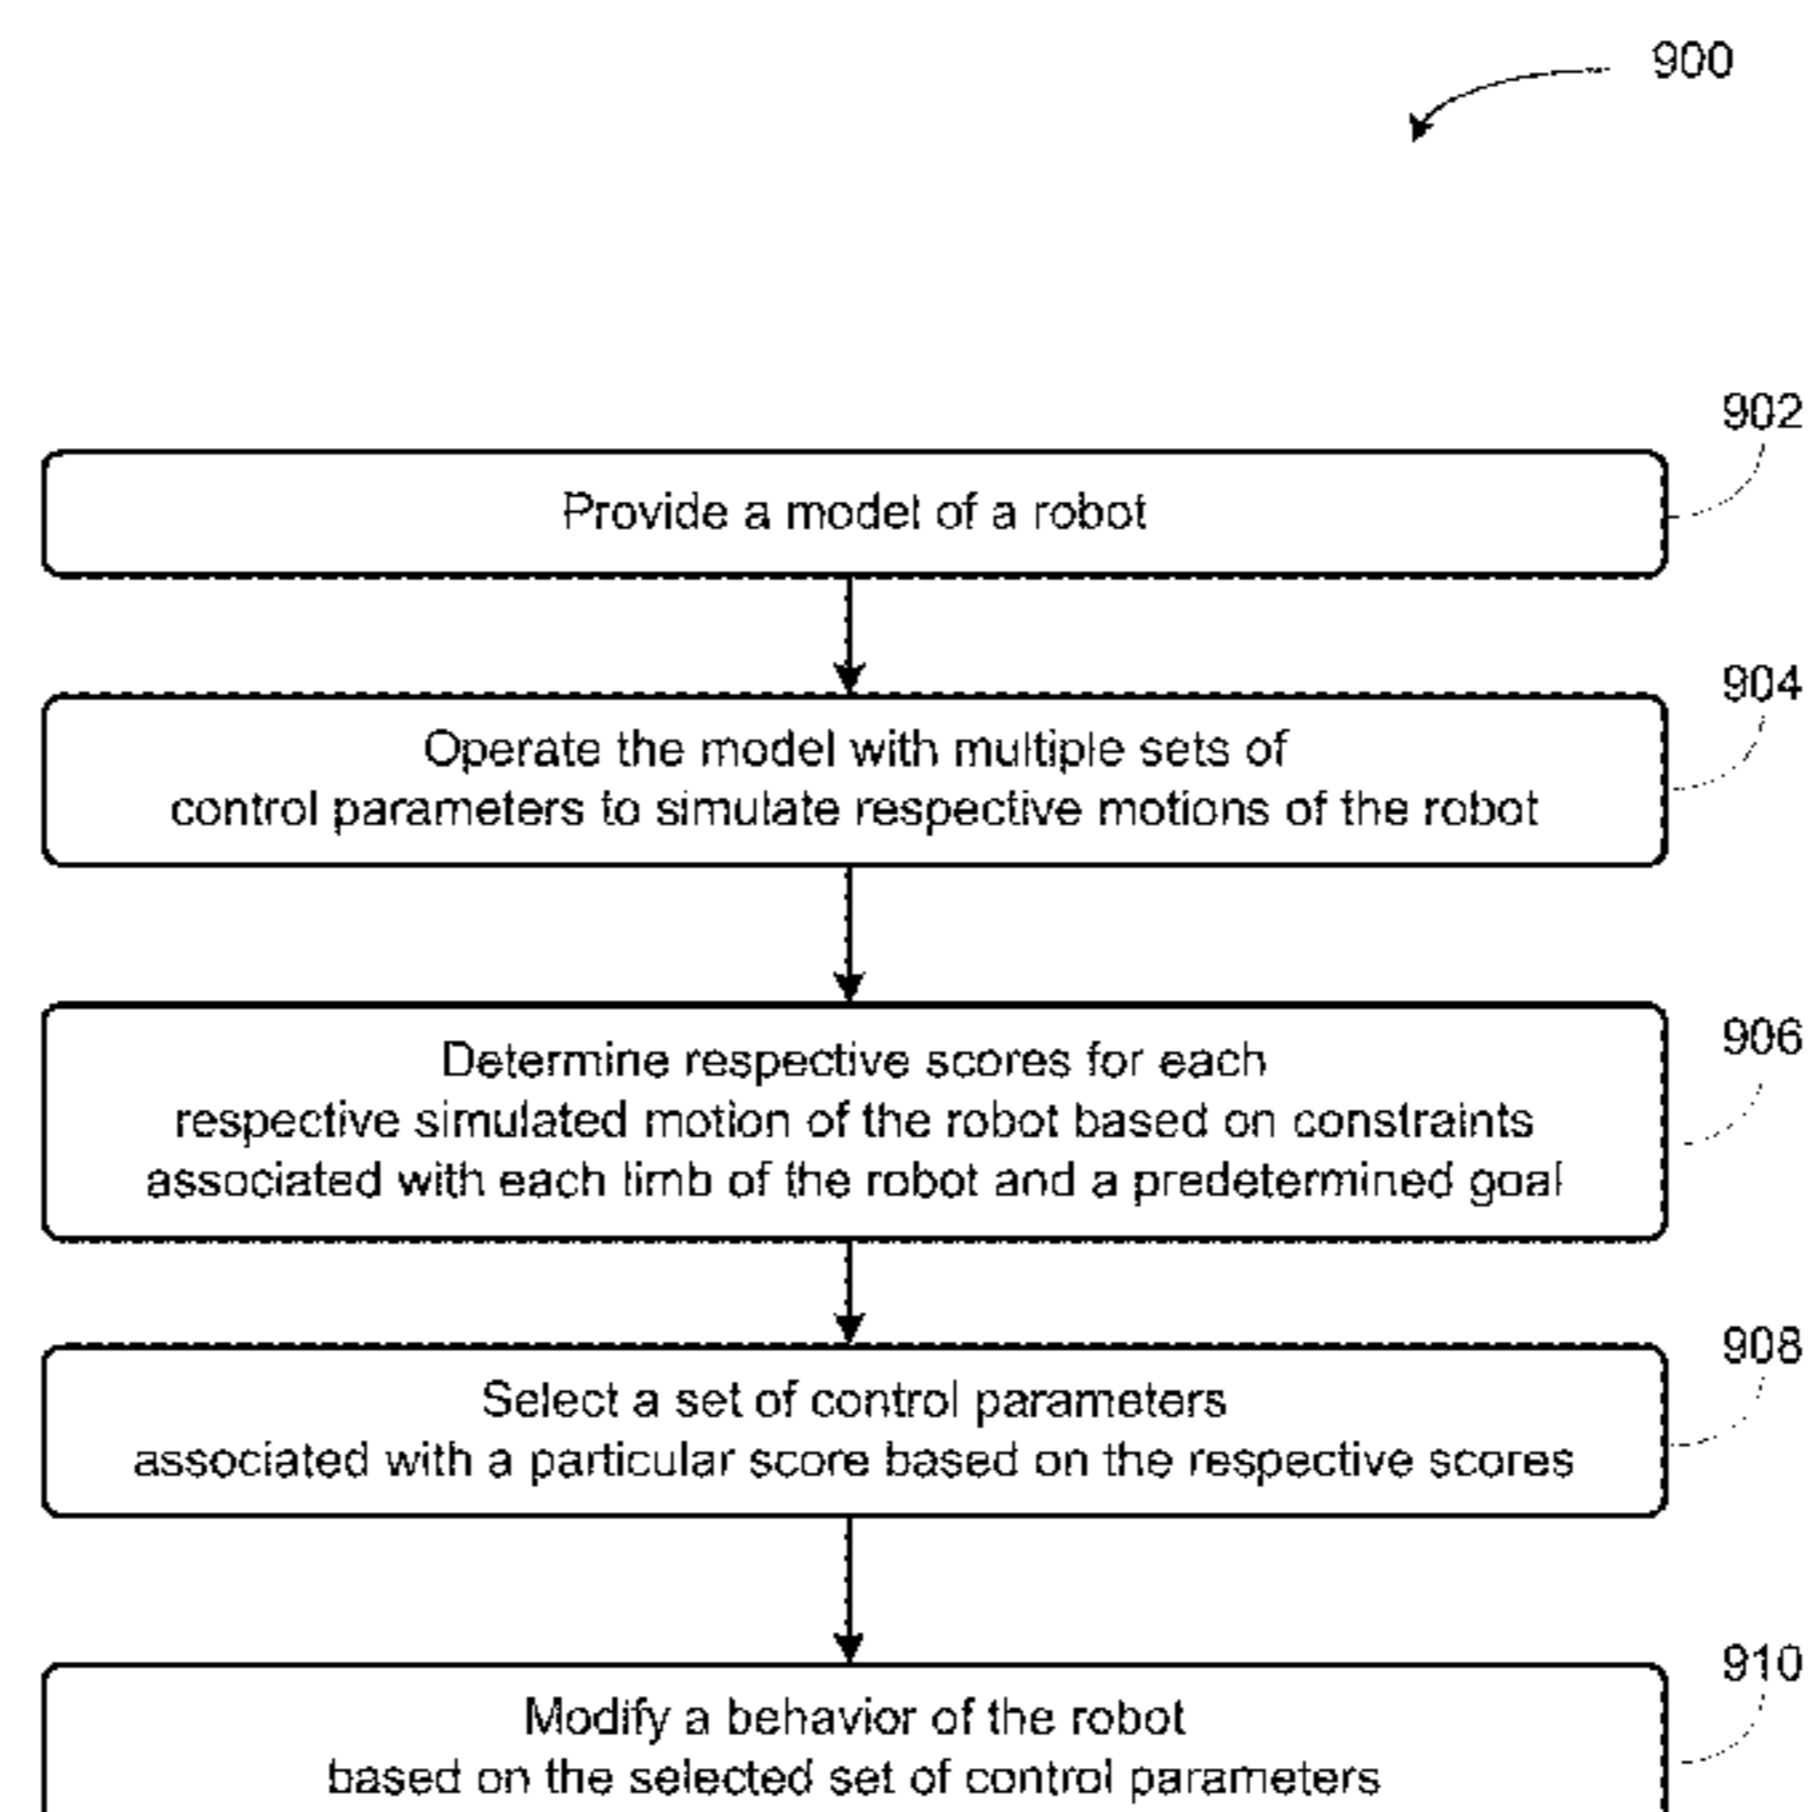 900
902
Provide a model of a robot
904
Operate the model with multiple sets of
control parameters to simulate respective motions of the robot
906
Determine respective scores for each
respective simulated motion of the robot based on constraints
associated with each limb of the robot and a predetermined goal
908
Select a set of control parameters
associated with a particular score based on the respective scores
910
Modify a behavior of the robot
based on the selected set of control parameters